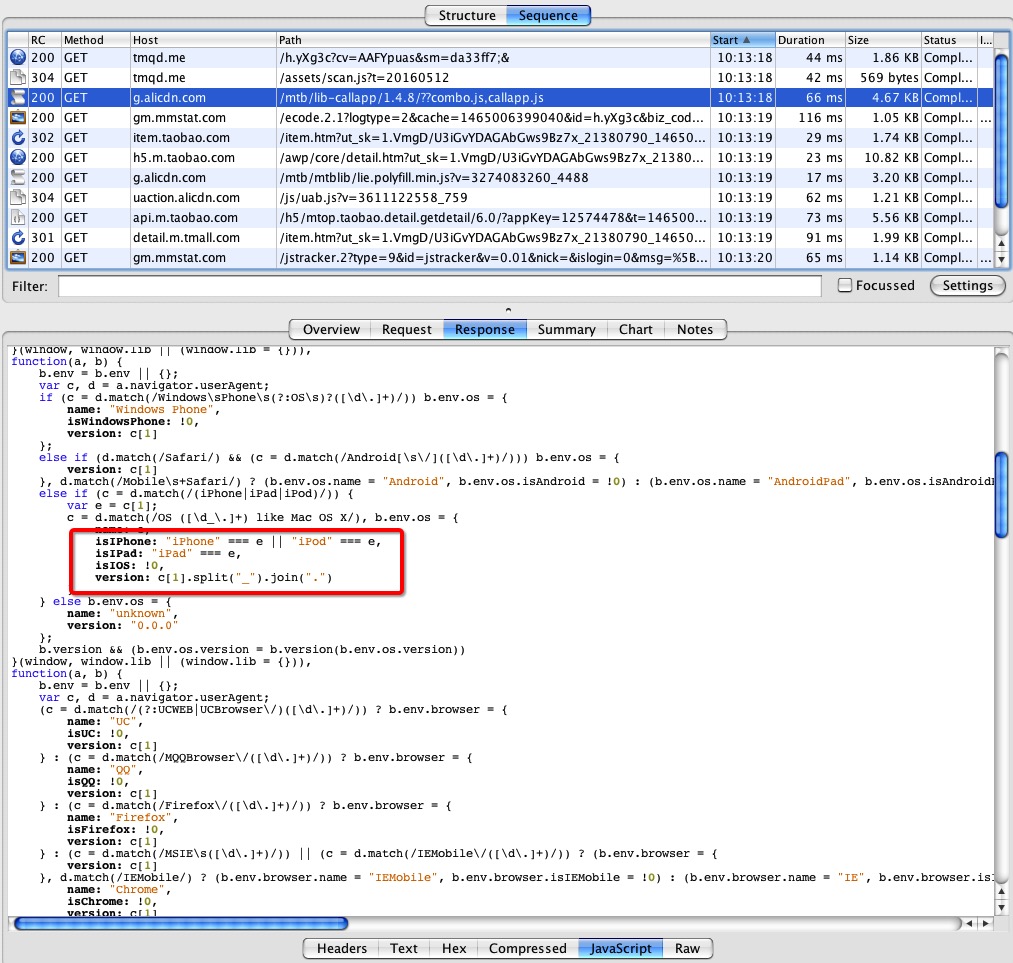 Structure Sequence
RC Method Host Path Start Duration Size Status I...
200 GET tmqd.me /h.yXg3c?cv=AAFYpuas&sm=da33ff7;& 10:13:18 44 ms 1.86 KB Compl...
304 GET tmqd.me /assets/scan.js?t=20160512 10:13:18 42 ms 569 bytes Compl...
200 GET g.alicdn.com /mtb/lib-callapp/1.4.8/??combo.js,callapp.js 10:13:18 66 ms 4.67 KB Compl...
200 GET gm.mmstat.com /ecode.2.1?logtype=2&cache=1465006399040&id=h.yXg3c&biz_cod... 10:13:19 116 ms 1.05 KB Compl... ...
302 GET item.taobao.com /item.htm?ut_sk=1.VmgD/U3iGvYDAGAbGws9Bz7x_21380790_14650... 10:13:19 29 ms 1.74 KB Compl...
200 GET h5.m.taobao.com /awp/core/detail.htm?ut_sk=1.VmgD/U3iGvYDAGAbGws9Bz7x_21380... 10:13:19 23 ms 10.82 KB Compl...
200 GET g.alicdn.com /mtb/mtblib/lie.polyfill.min.js?v=3274083260_4488 10:13:19 17 ms 3.20 KB Compl...
304 GET uaction.alicdn.com /js/uab.js?v=3611122558_759 10:13:19 62 ms 1.21 KB Compl...
200 GET api.m.taobao.com /h5/mtop.taobao.detail.getdetail/6.0/?appKey=12574478&t=146500... 10:13:19 73 ms 5.56 KB Compl...
301 GET detail.m.tmall.com /item.htm?ut_sk=1.VmgD/U3iGvYDAGAbGws9Bz7x_21380790_14650... 10:13:19 91 ms 1.99 KB Compl...
200 GET gm.mmstat.com /jstracker.2?type=9&id=jstracker&v=0.01&nick=&islogin=0&msg=%5B... 10:13:20 65 ms 1.14 KB Compl... ...
Filter: Focussed Settings
Overview Request Response Summary Chart Notes
}(window, window.lib || (window.lib = {})),
function(a, b) {
b.env = b.env || {};
var c, d = a.navigator.userAgent;
if (c = d.match(/Windows\sPhone\s(?:OS\s)?([\d\.]+)/)) b.env.os = {
name: "Windows Phone",
isWindowsPhone: !0,
version: c[1]
};
else if (d.match(/Safari/) && (c = d.match(/Android[\s\/]([\d\.]+)/))) b.env.os = {
version: c[1]
}, d.match(/Mobile\s+Safari/) ? (b.env.os.name = "Android", b.env.os.isAndroid = !0) : (b.env.os.name = "AndroidPad", b.env.os.isAndroidP
else if (c = d.match(/(iPhone|iPad|iPod)/)) {
var e = c[1];
c = d.match(/OS ([\d_\.]+) like Mac OS X/), b.env.os = {
isIPhone: "iPhone" === e || "iPod" === e,
isIPad: "iPad" === e,
isIOS: !0,
version: c[1].split("_").join(".")
} else b.env.os = {
name: "unknown",
version: "0.0.0"
};
b.version && (b.env.os.version = b.version(b.env.os.version))
}(window, window.lib || (window.lib = {})),
function(a, b) {
b.env = b.env || {};
var c, d = a.navigator.userAgent;
(c = d.match(/(?:UCWEB|UCBrowser\/)([\d\.]+)/)) ? b.env.browser = {
name: "UC",
isUC: !0,
version: c[1]
} : (c = d.match(/MQQBrowser\/([\d\.]+)/)) ? b.env.browser = {
name: "QQ",
isQQ: !0,
version: c[1]
} : (c = d.match(/Firefox\/([\d\.]+)/)) ? b.env.browser = {
name: "Firefox",
isFirefox: !0,
version: c[1]
} : (c = d.match(/MSIE\s([\d\.]+)/)) || (c = d.match(/IEMobile\/([\d\.]+)/)) ? (b.env.browser = {
version: c[1]
}, d.match(/IEMobile/) ? (b.env.browser.name = "IEMobile", b.env.browser.isIEMobile = !0) : (b.env.browser.name = "IE", b.env.browser.isI
name: "Chrome",
isChrome: !0,
version: c[1]
Headers Text Hex Compressed JavaScript Raw